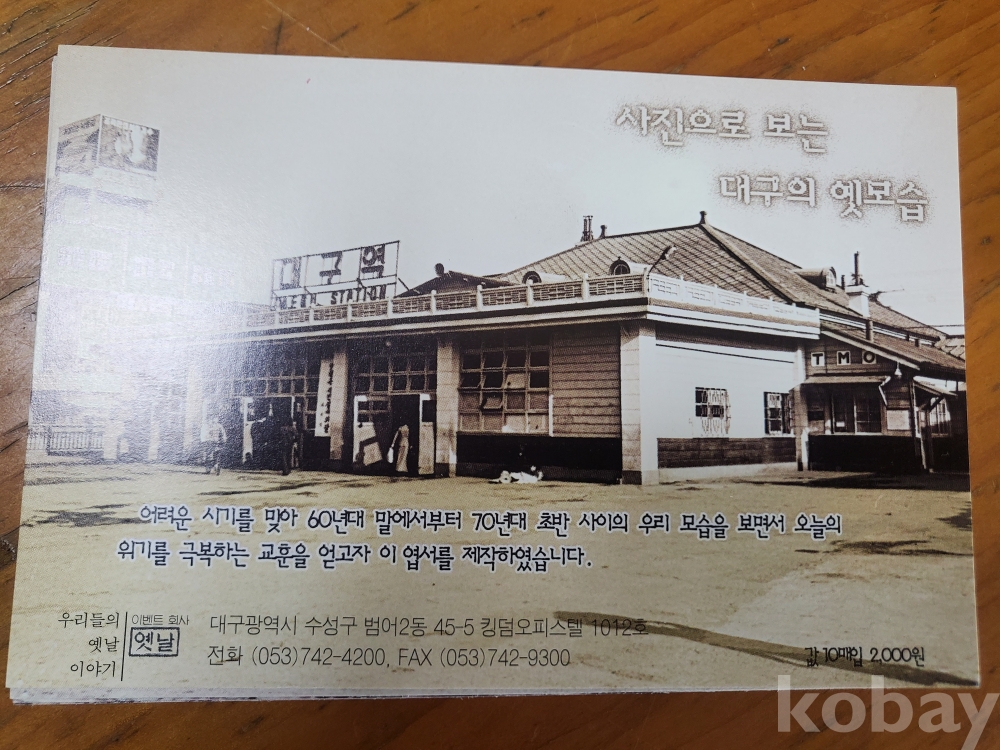 사진으로 보는
대구의 옛모습
대구역
STATION
TMO
어려운 시기를 맞아 60년대 말에서부터 70년대 초반 사이의 우리 모습을 보면서 오늘의
위기를 극복하는 교훈을 얻고자 이 엽서를 제작하였습니다.
우리들의
옛날
이야기
이벤트 회사
옛날
대구광역시 수성구 범어2동 45-5 킹덤오피스텔 1012호
전화 (053)742-4200, FAX (053)742-9300
값 10매입 2,000원
kobay